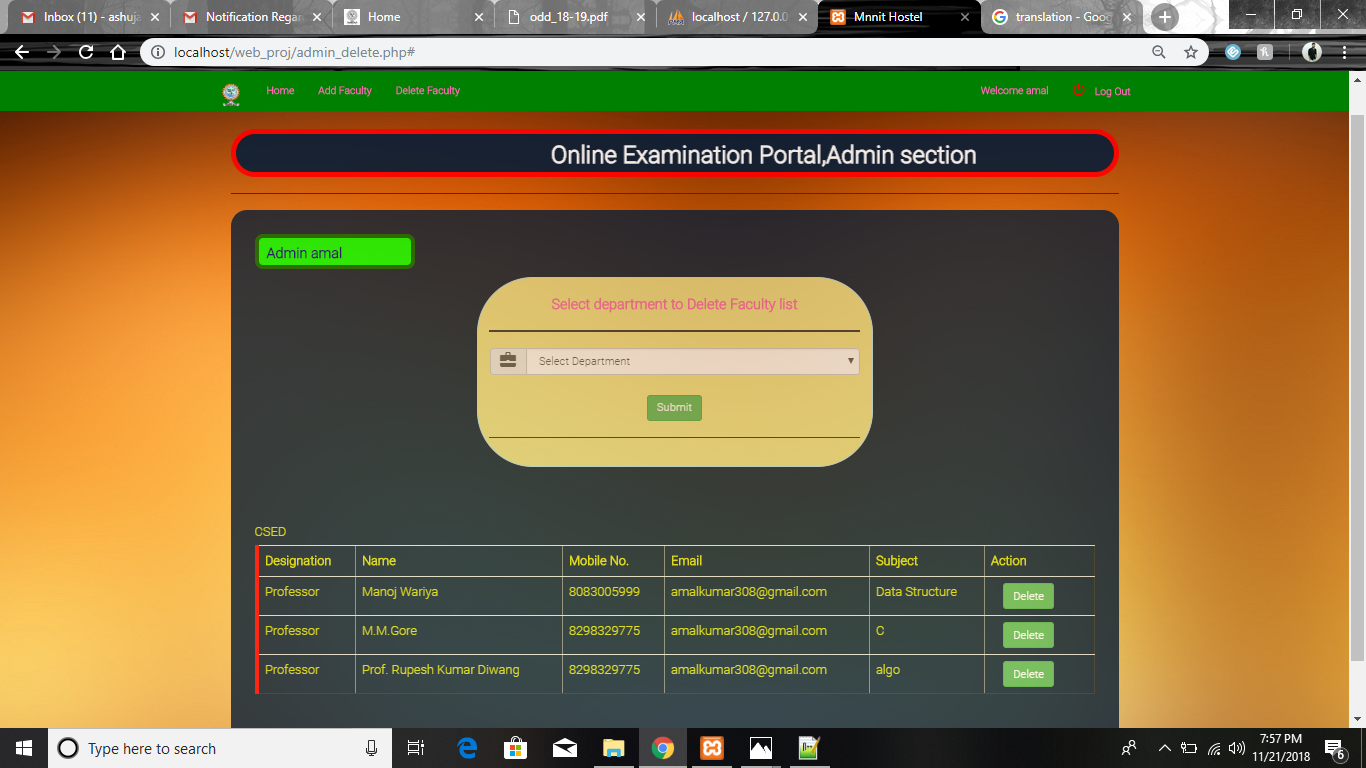 Inbox (11) - ashuja
Notification Regar
Home
odd_18-19.pdf
localhost / 127.0.0
Mnnit Hostel
translation - Goo
localhost/web_proj/admin_delete.php#
Home Add Faculty Delete Faculty Welcome amal Log Out
Online Examination Portal,Admin section
Admin amal
Select department to Delete Faculty list
Select Department
Submit
CSED
Designation Name Mobile No. Email Subject Action
Professor Manoj Wariya 8083005999 amalkumar308@gmail.com Data Structure Delete
Professor M.M.Gore 8298329775 amalkumar308@gmail.com C Delete
Professor Prof. Rupesh Kumar Diwang 8298329775 amalkumar308@gmail.com algo Delete
Type here to search
7:57 PM
11/21/2018
6